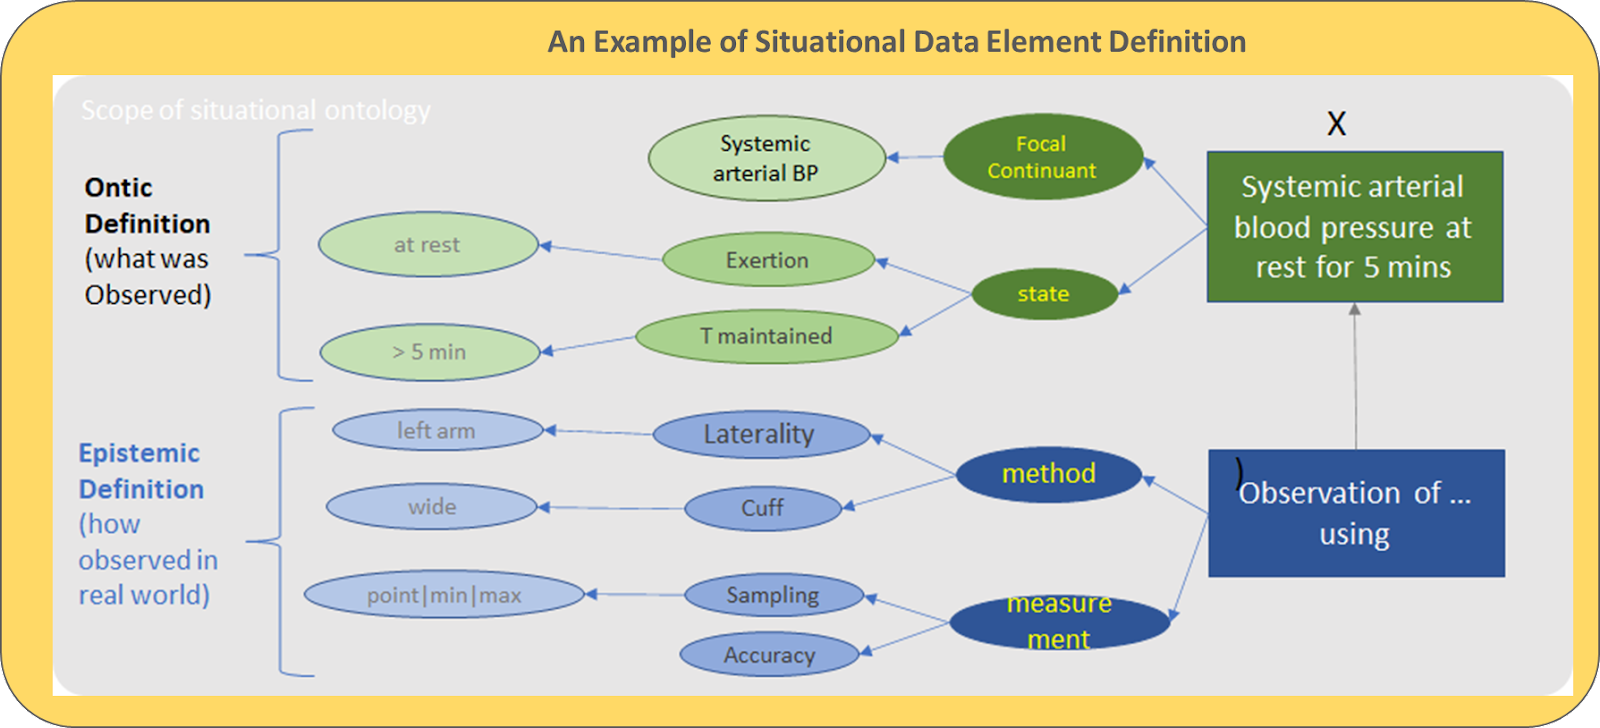 An Example of Situational Data Element Definition
Scope of situational ontology
X
Ontic
Definition
(what was
Observed)
Systemic
arterial BP
Focal
Continuant
Systemic arterial
blood pressure at
rest for 5 mins
at rest
Exertion
state
> 5 min
T maintained
Epistemic
Definition
(how
observed in
real world)
left arm
Laterality
method
wide
Cuff
)
Observation of ...
using
point|min|max
Sampling
measure
ment
Accuracy